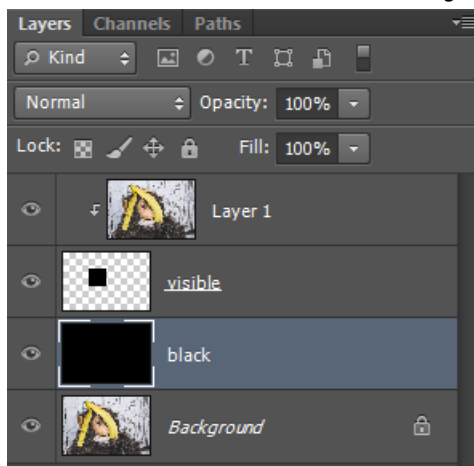 Layers Channels Paths
Kind
Normal Opacity: 100%
Lock: Fill: 100%
Layer 1
visible
black
Background